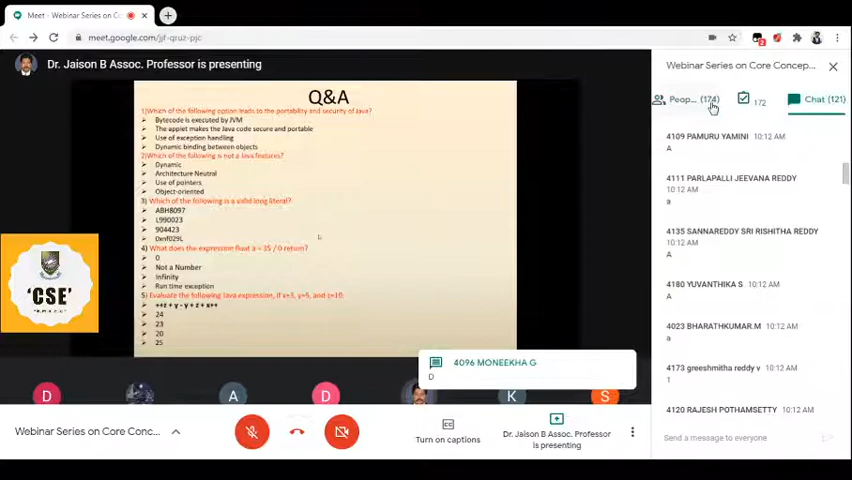 Meet - Webinar Series on Core C
meet.google.com/jjf-qruz-pjc
2
Dr. Jaison B Assoc. Professor is presenting
Q&A
1)Which of the following option leads to the portability and security of Java?
Bytecode is executed by JVM
The applet makes the Java code secure and portable
Use of exception handling
Dynamic binding between objects
2)Which of the following is not a Java features?
Dynamic
Architecture Neutral
Use of pointers
Object-oriented
3) Which of the following is a valid long literal?
ABH8097
L990023
904423
0xnf029L
4) What does the expression float a = 35 / 0 return?
0
Not a Number
Infinity
Run time exception
5) Evaluate the following Java expression, if x=3, y=5, and z=10:
++z + y - y + z + x++
24
23
20
25
'CSE'
4096 MONEEKHA G
D
D
A
D
K
S
Webinar Series on Core Conc...
Turn on captions
Dr. Jaison B Assoc. Professor
is presenting
Webinar Series on Core Concep...
Peop... (174)
172
Chat (121)
4109 PAMURU YAMINI 10:12 AM
A
4111 PARLAPALLI JEEVANA REDDY
10:12 AM
a
4135 SANNAREDDY SRI RISHITHA REDDY
10:12 AM
A
4180 YUVANTHIKA S 10:12 AM
A
4023 BHARATHKUMAR.M 10:12 AM
a
4173 greeshmitha reddy v 10:12 AM
1
4120 RAJESH POTHAMSETTY 10:12 AM
Send a message to everyone